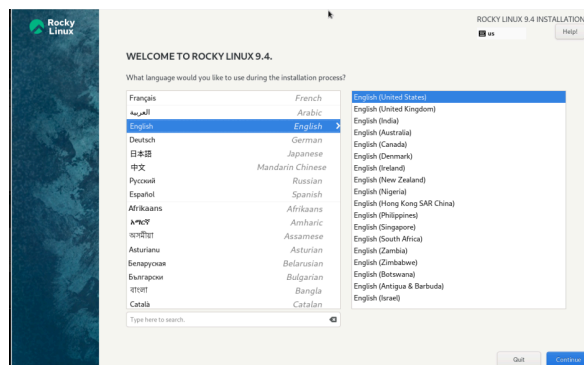 Rocky
Linux
ROCKY LINUX 9.4 INSTALLATION
us
Help!
WELCOME TO ROCKY LINUX 9.4.
What language would you like to use during the installation process?
Français French
العربية Arabic
English English
Deutsch German
日本語 Japanese
中文 Mandarin Chinese
Русский Russian
Español Spanish
Afrikaans Afrikaans
አማርኛ Amharic
অসমীয়া Assamese
Asturianu Asturian
Беларуская Belarusian
Български Bulgarian
বাংলা Bangla
Català Catalan
Type here to search.
English (United States)
English (United Kingdom)
English (India)
English (Australia)
English (Canada)
English (Denmark)
English (Ireland)
English (New Zealand)
English (Nigeria)
English (Hong Kong SAR China)
English (Philippines)
English (Singapore)
English (South Africa)
English (Zambia)
English (Zimbabwe)
English (Botswana)
English (Antigua & Barbuda)
English (Israel)
Quit
Continue